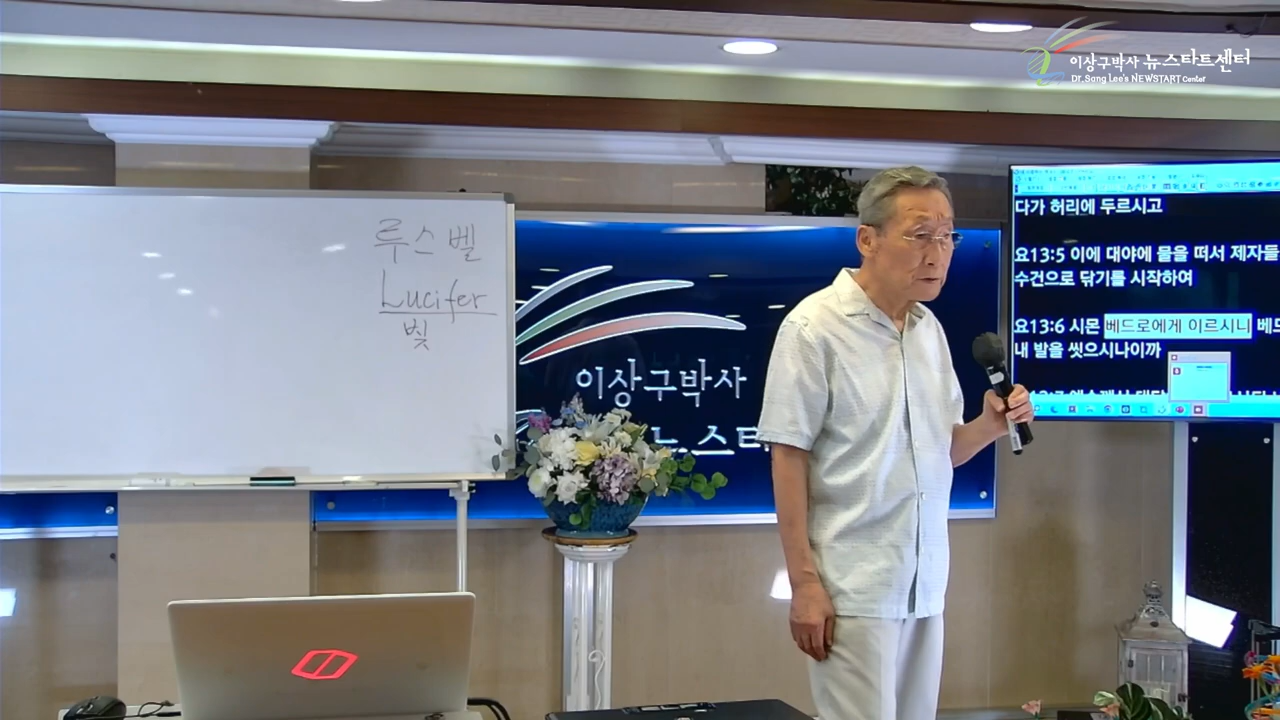 이상구박사 뉴스타트센터
Dr. Sang Lee's NEWSTART Center
루스벨
Lucifer
빛
이상구박사
뉴스타
다가 허리에 두르시고
요13:5 이에 대야에 물을 떠서 제자들
수건으로 닦기를 시작하여
요13:6 시몬 베드로에게 이르시니 베드
내 발을 씻으시나이까